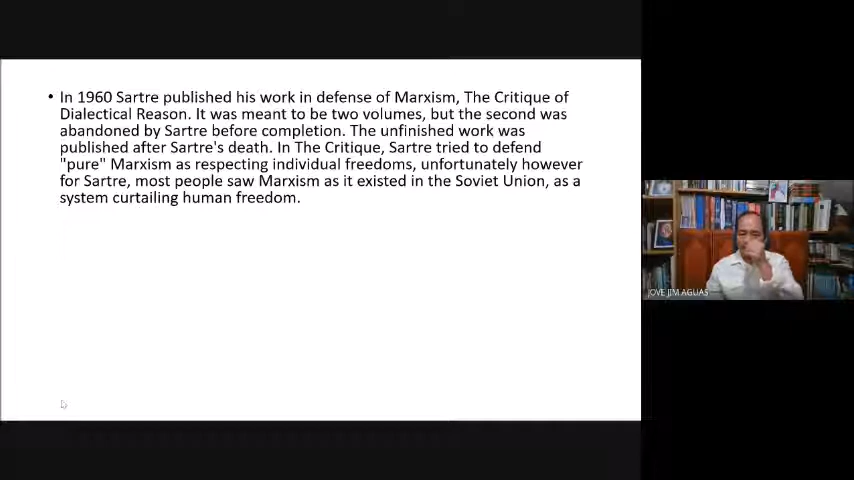 • In 1960 Sartre published his work in defense of Marxism, The Critique of
Dialectical Reason. It was meant to be two volumes, but the second was
abandoned by Sartre before completion. The unfinished work was
published after Sartre's death. In The Critique, Sartre tried to defend
"pure" Marxism as respecting individual freedoms, unfortunately however
for Sartre, most people saw Marxism as it existed in the Soviet Union, as a
system curtailing human freedom.
JOVE JIM AGUAS